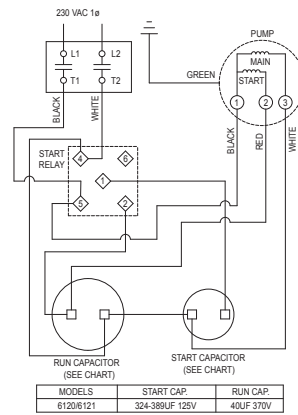 230 VAC 1ø
L1 L2
T1 T2
BLACK
WHITE
GREEN
PUMP
MAIN
START
1 2 3
BLACK
RED
WHITE
START
RELAY
4 6
1
5 2
RUN CAPACITOR
(SEE CHART)
START CAPACITOR
(SEE CHART)
MODELS START CAP. RUN CAP.
6120/6121 324-389UF 125V 40UF 370V